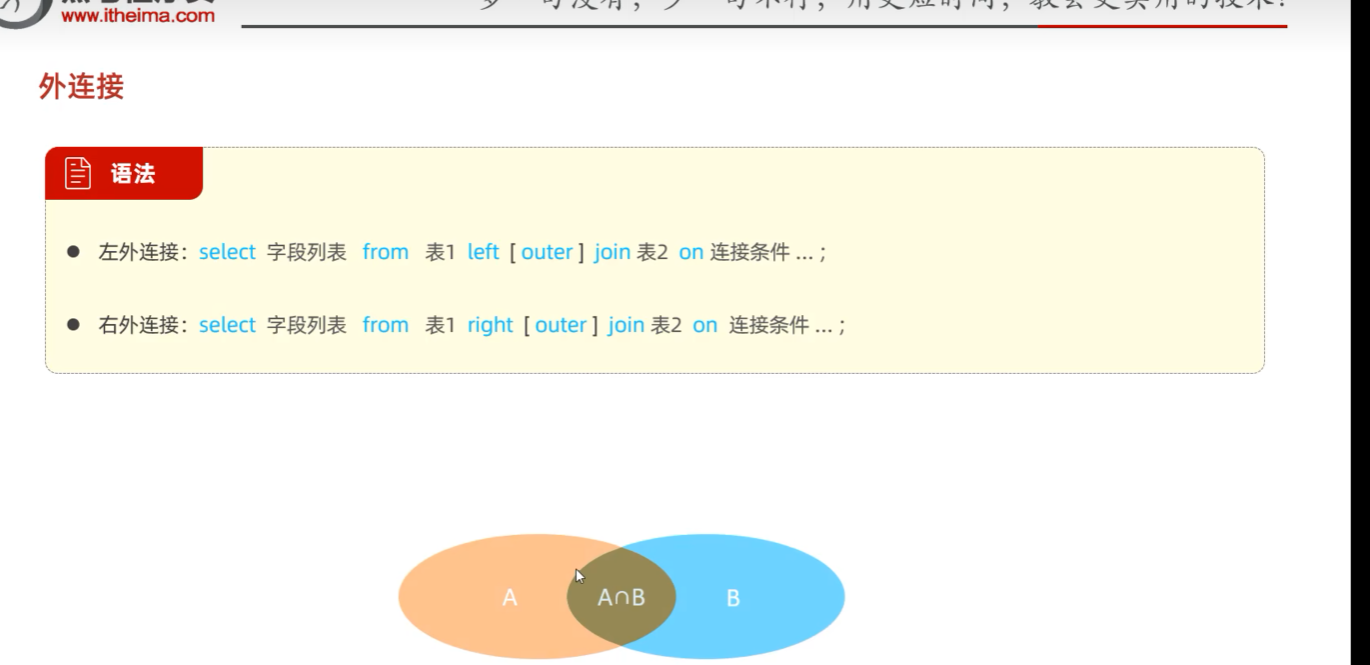 www.itheima.com
外连接
语法
左外连接：select 字段列表 from 表1 left [ outer ] join 表2 on 连接条件 ... ;
右外连接：select 字段列表 from 表1 right [ outer ] join 表2 on 连接条件 ... ;
A A∩B B